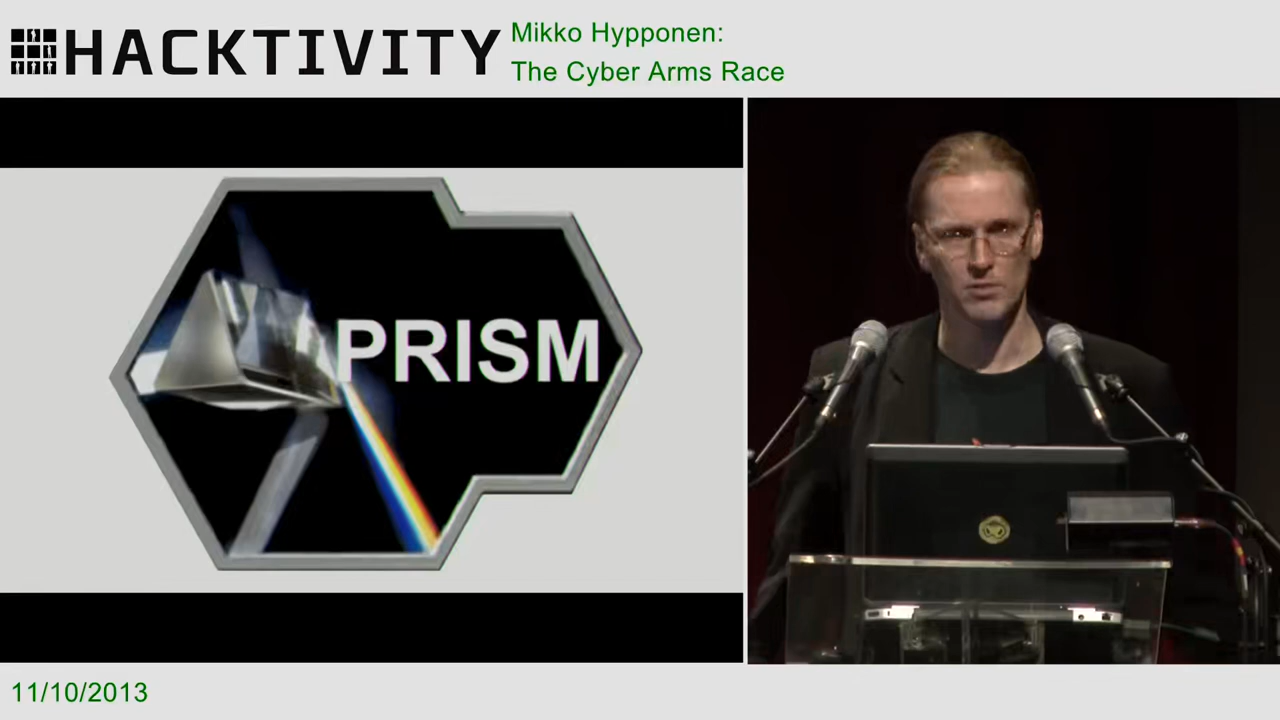 HACKTIVITY
Mikko Hypponen:
The Cyber Arms Race
PRISM
11/10/2013